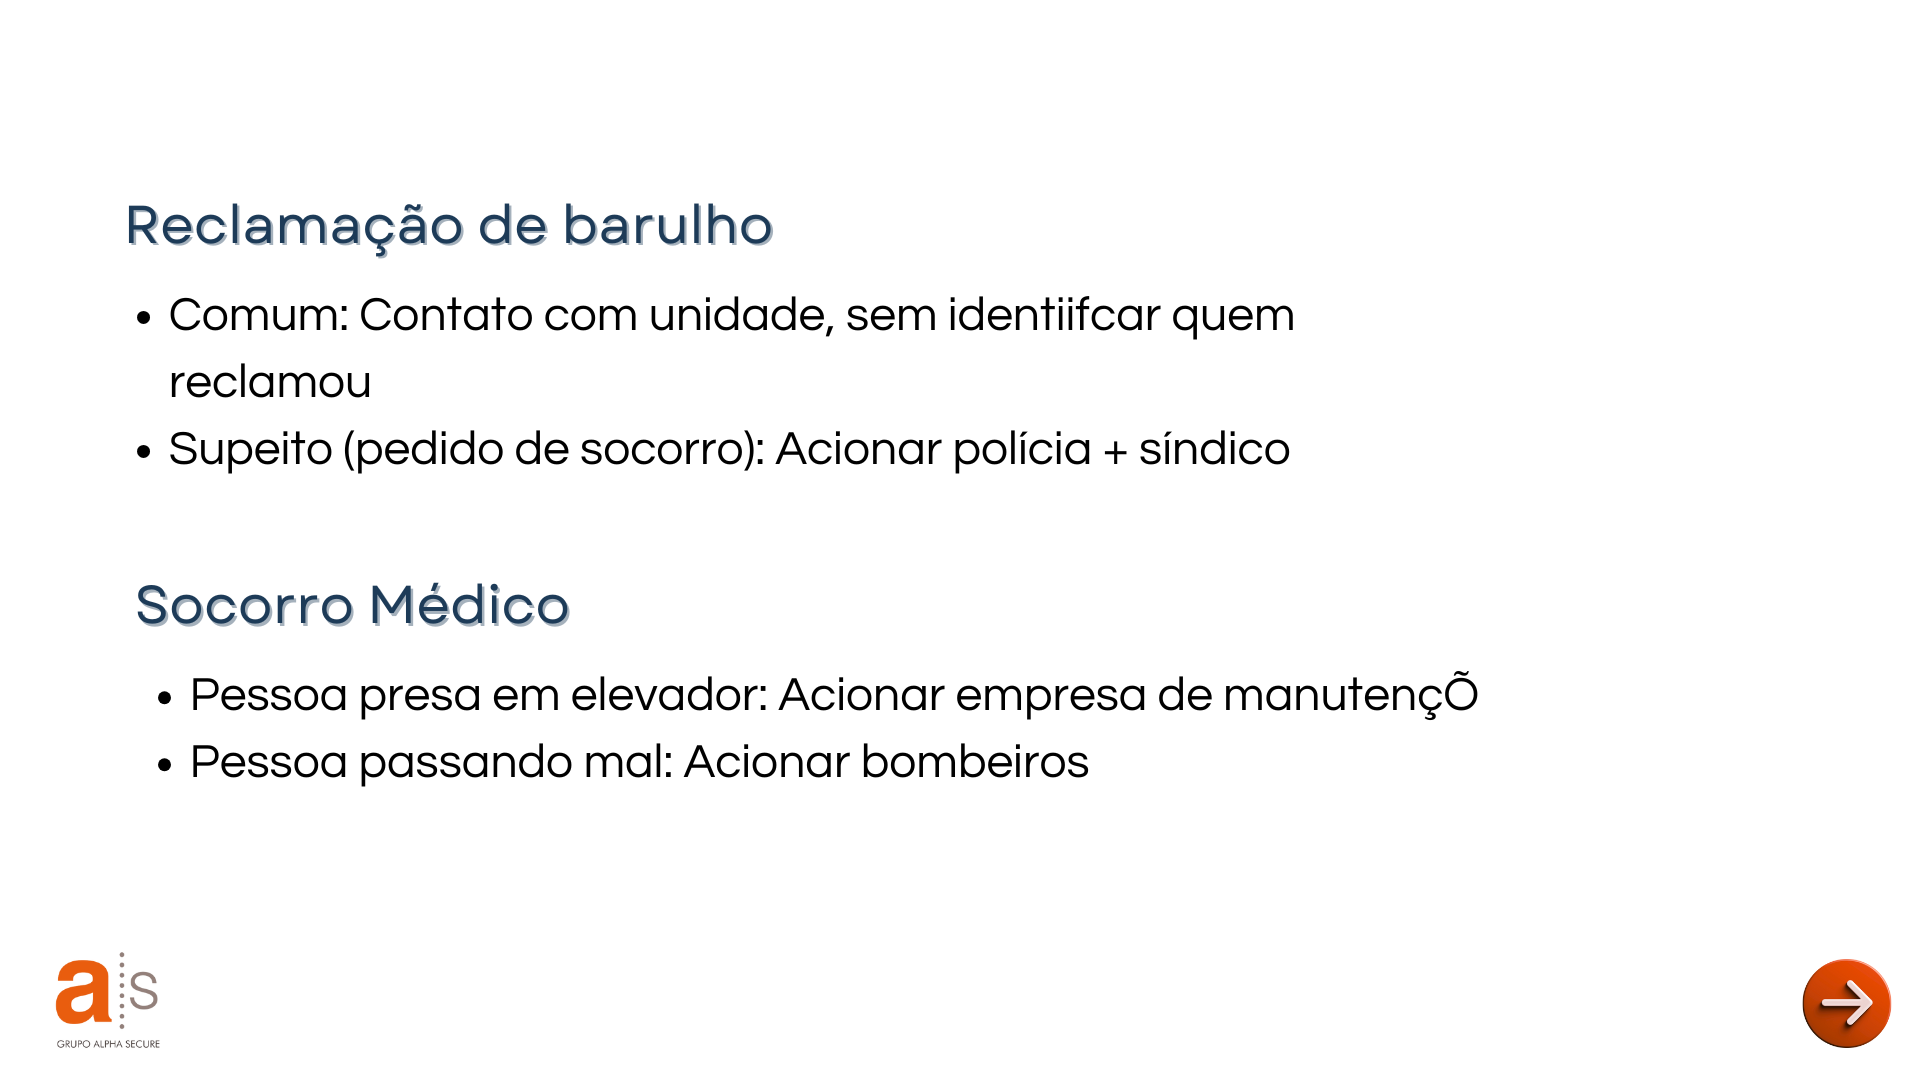 Reclamação de barulho
• Comum: Contato com unidade, sem identiifcar quem
reclamou
• Supeito (pedido de socorro): Acionar polícia + síndico
Socorro Médico
• Pessoa presa em elevador: Acionar empresa de manutençÕ
• Pessoa passando mal: Acionar bombeiros
a s
GRUPO ALPHA SECURE